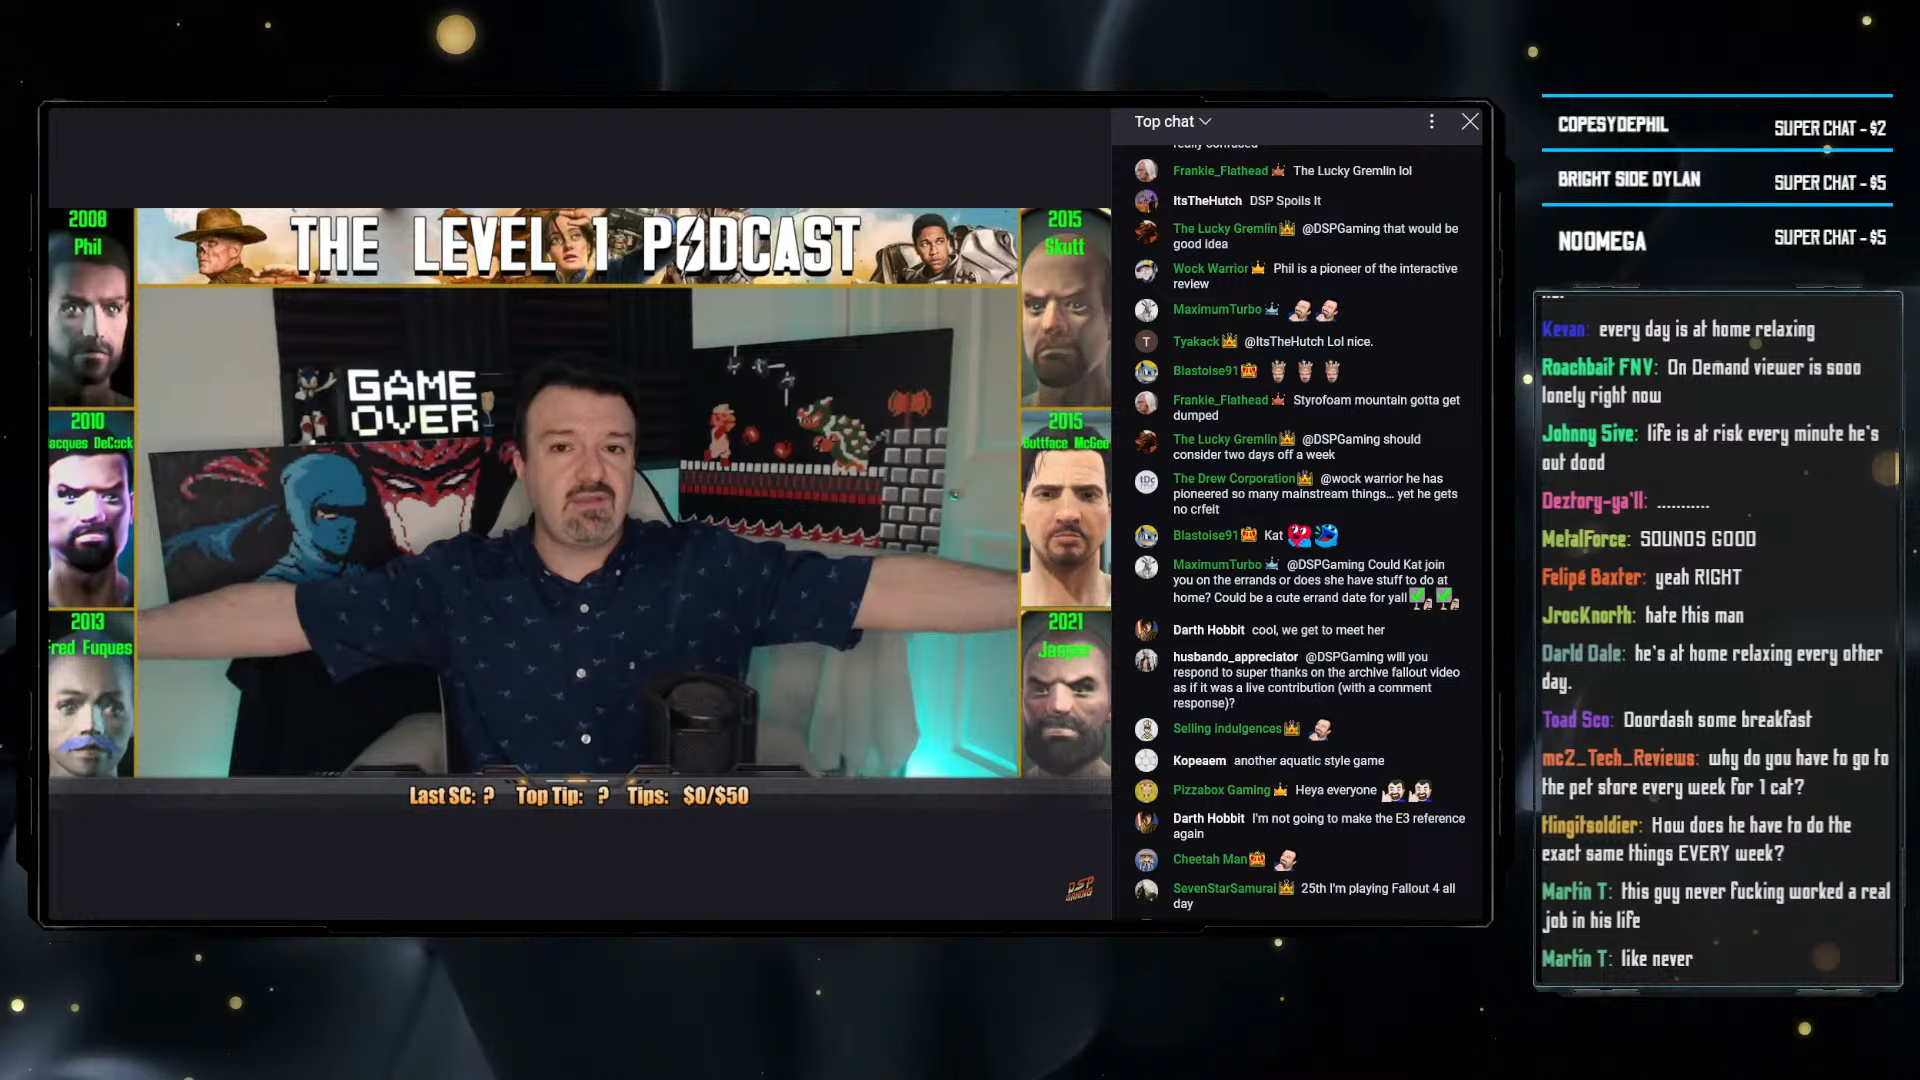 2008
Phil
2010
acques DeCock
2013
Fred Fuques
THE LEVEL 1 PODCAST
GAME
OVER
2015
Skutt
2015
Buttface McGee
2021
Jasper
Last SC: ? Top Tip: ? Tips: $0/$50
DSP
GAMING
Top chat
really confused
Frankie_Flathead The Lucky Gremlin lol
ItsTheHutch DSP Spoils It
The Lucky Gremlin @DSPGaming that would be
good idea
Wock Warrior Phil is a pioneer of the interactive
review
MaximumTurbo
T
Tyakack @ItsTheHutch Lol nice.
Blastoise91
Frankie_Flathead Styrofoam mountain gotta get
dumped
The Lucky Gremlin @DSPGaming should
consider two days off a week
tDc
The Drew Corporation @wock warrior he has
pioneered so many mainstream things... yet he gets
no crfeit
Blastoise91 Kat
MaximumTurbo @DSPGaming Could Kat join
you on the errands or does she have stuff to do at
home? Could be a cute errand date for yall
Darth Hobbit cool, we get to meet her
husbando_appreciator @DSPGaming will you
respond to super thanks on the archive fallout video
as if it was a live contribution (with a comment
response)?
Selling indulgences
Kopeaem another aquatic style game
Pizzabox Gaming Heya everyone
Darth Hobbit I'm not going to make the E3 reference
again
Cheetah Man
SevenStarSamurai 25th I'm playing Fallout 4 all
day
COPESYDEPHIL SUPER CHAT - $2
BRIGHT SIDE DYLAN SUPER CHAT - $5
NOOMEGA SUPER CHAT - $5
Kevan: every day is at home relaxing
Roachbait FNV: On Demand viewer is sooo
lonely right now
Johnny 5ive: life is at risk every minute he's
out dood
Deztory-ya'll: ...........
MetalForce: SOUNDS GOOD
Felipé Baxter: yeah RIGHT
JrocKnorth: hate this man
Darld Dale: he's at home relaxing every other
day.
Toad Sco: Doordash some breakfast
mc2_Tech_Reviews: why do you have to go to
the pet store every week for 1 cat?
Hingitsoldier: How does he have to do the
exact same things EVERY week?
Martin T: this guy never fucking worked a real
job in his life
Martin T: like never